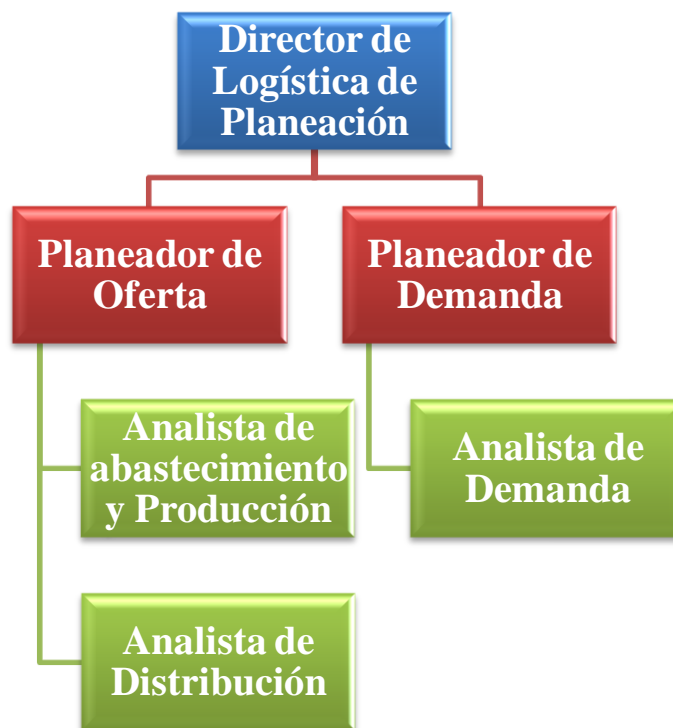 Director de
Logística de
Planeación
Planeador de
Oferta
Planeador de
Demanda
Analista de
abastecimiento
y Producción
Analista de
Demanda
Analista de
Distribución